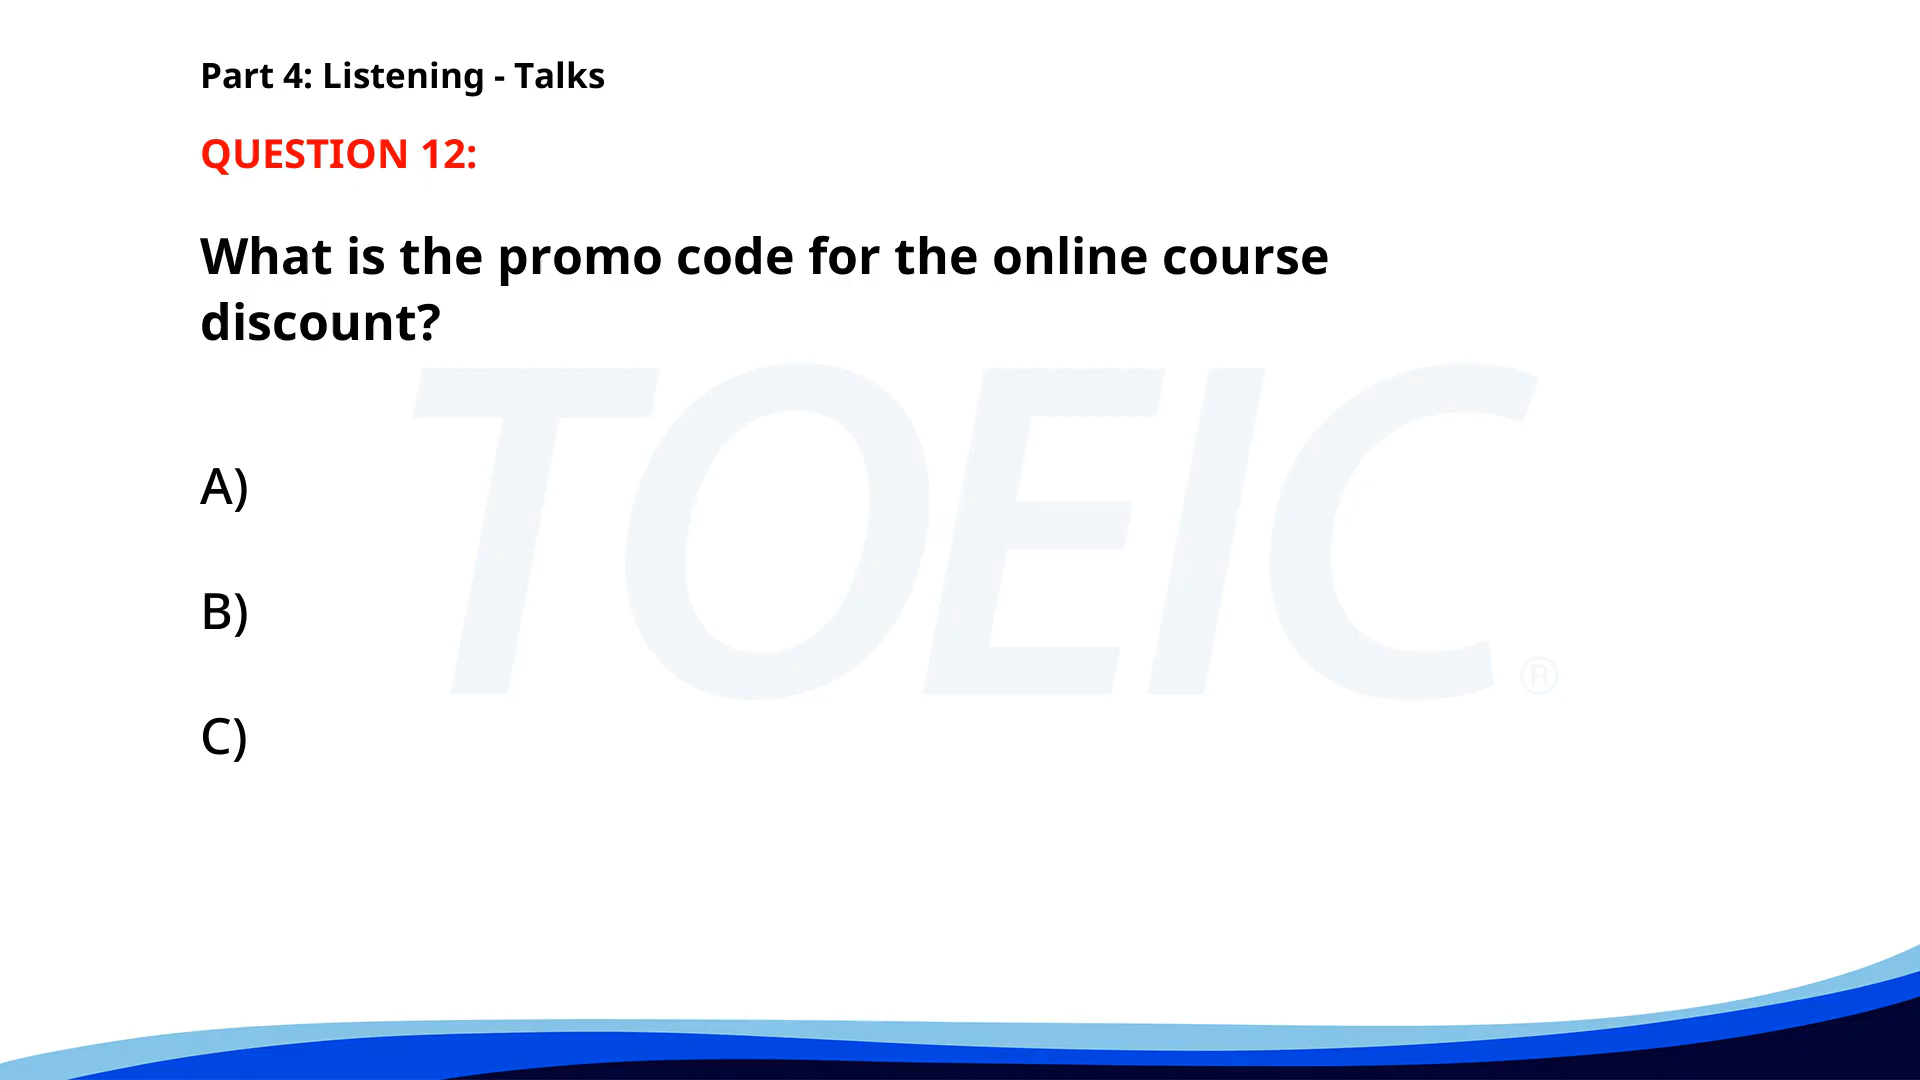 Part 4: Listening - Talks
QUESTION 12:
What is the promo code for the online course
discount?
TOEIC®
A)
B)
C)